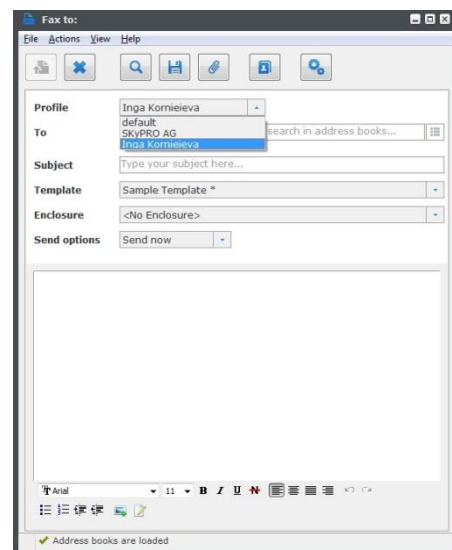 Fax to:
File Actions View Help
Profile Inga Kornieieva
default
SKyPRO AG
Inga Kornieieva
To search in address books...
Subject Type your subject here...
Template Sample Template *
Enclosure <No Enclosure>
Send options Send now
Arial 11 B I U N
Address books are loaded